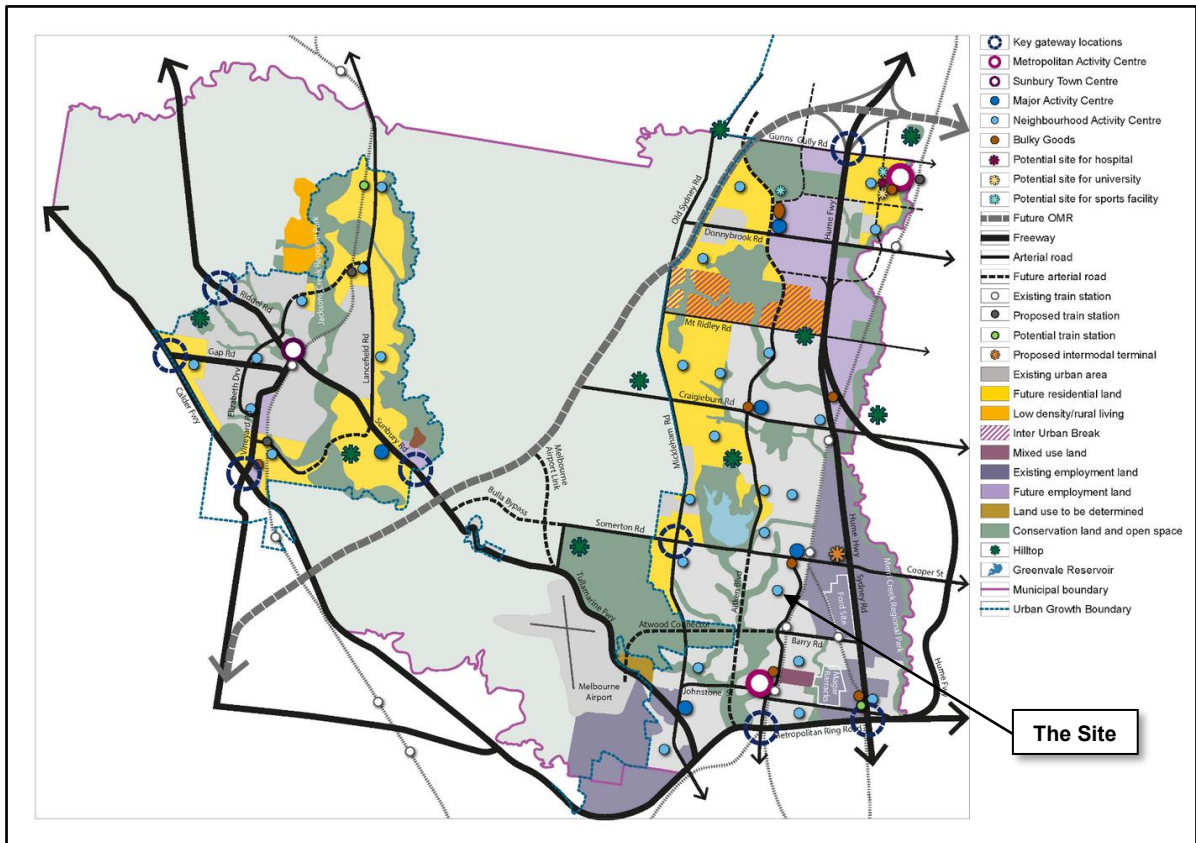 Key gateway locations
Metropolitan Activity Centre
Sunbury Town Centre
Major Activity Centre
Neighbourhood Activity Centre
Bulky Goods
Potential site for hospital
Potential site for university
Potential site for sports facility
Future OMR
Freeway
Arterial road
Future arterial road
Existing train station
Proposed train station
Potential train station
Proposed intermodal terminal
Existing urban area
Future residential land
Low density/rural living
Inter Urban Break
Mixed use land
Existing employment land
Future employment land
Land use to be determined
Conservation land and open space
Hilltop
Greenvale Reservoir
Municipal boundary
Urban Growth Boundary
Gunns Gully Rd
Old Sydney Rd
Donnybrook Rd
Hume Fwy
Mt Ridley Rd
Craigieburn Rd
Mickleham Rd
Riddell Rd
Gap Rd
Elizabeth Drv
Lancefield Rd
Calder Fwy
Sunbury Rd
Melbourne
Airport Link
Bulla Bypass
Somerton Rd
Hume Hwy
Cooper St
Tullamarine Fwy
Aitken Blvd
Ford Site
Sydney Rd
Merri Creek Regional Park
Atwood Connector
Barry Rd
Melbourne
Airport
Johnstone St
Maygar
Barracks
Hume Fwy
Metropolitan Ring Road
The Site